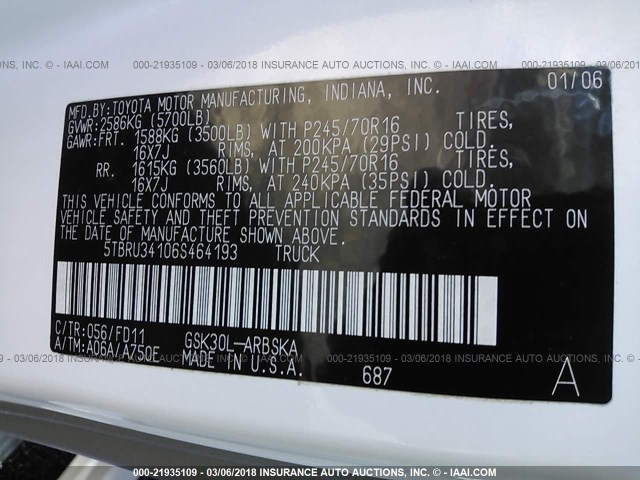 000-21935109 - 03/06/2018 - INSURANCE AUTO AUCTIONS, INC. - © IAAI.COM
MFD.BY:TOYOTA MOTOR MANUFACTURING, INDIANA, INC. 01/06
GVWR:2586KG (5700LB)
GAWR:FRT. 1588KG (3500LB) WITH P245/70R16 TIRES,
16X7J RIMS, AT 200KPA (29PSI) COLD.
RR. 1615KG (3560LB) WITH P245/70R16 TIRES,
16X7J RIMS, AT 240KPA (35PSI) COLD.
THIS VEHICLE CONFORMS TO ALL APPLICABLE FEDERAL MOTOR
VEHICLE SAFETY AND THEFT PREVENTION STANDARDS IN EFFECT ON
THE DATE OF MANUFACTURE SHOWN ABOVE.
5TBRU34106S464193 TRUCK
C/TR:056/FD11 GSK30L-ARBSKA
A/TM:A06A/A750E MADE IN U.S.A.
687 A
000-21935109 - 03/06/2018 - INSURANCE AUTO AUCTIONS, INC. - © IAAI.COM